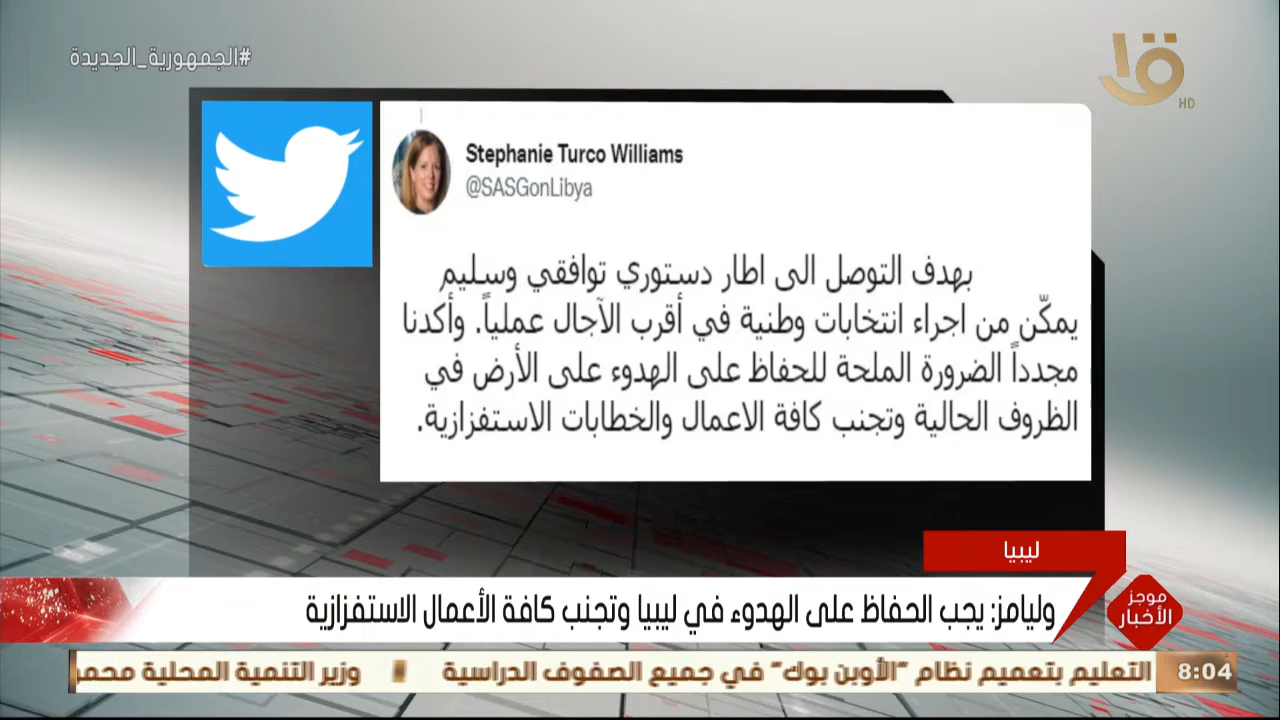 #الجمهورية_الجديدة
HD
Stephanie Turco Williams
@SASGonLibya
بهدف التوصل الى اطار دستوري توافقي وسليم
يمكّن من اجراء انتخابات وطنية في أقرب الآجال عملياً. وأكدنا
مجدداً الضرورة الملحة للحفاظ على الهدوء على الأرض في
الظروف الحالية وتجنب كافة الاعمال والخطابات الاستفزازية.
ليبيا
موجز
الأخبار
وليامز: يجب الحفاظ على الهدوء في ليبيا وتجنب كافة الأعمال الاستفزازية
8:04
التعليم بتعميم نظام "الأوبن بوك" في جميع الصفوف الدراسية
وزير التنمية المحلية